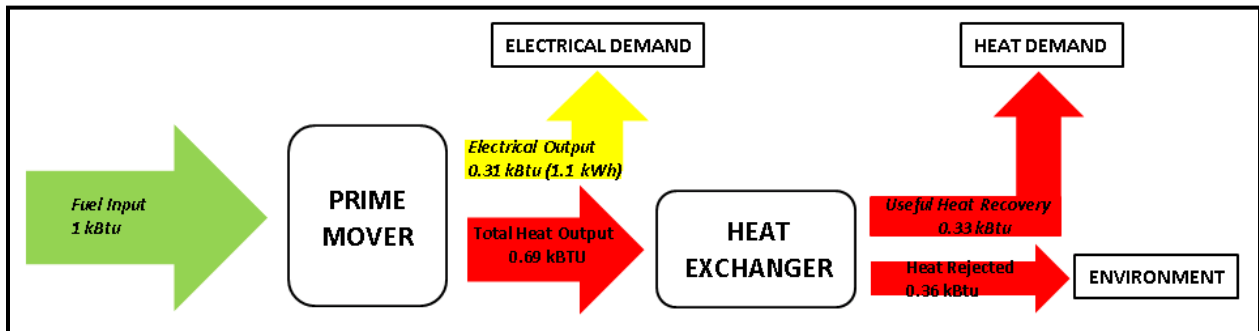 ELECTRICAL DEMAND
HEAT DEMAND
Fuel Input
1 kBtu
PRIME
MOVER
Electrical Output
0.31 kBtu (1.1 kWh)
Total Heat Output
0.69 kBTU
HEAT
EXCHANGER
Useful Heat Recovery
0.33 kBtu
Heat Rejected
0.36 kBtu
ENVIRONMENT